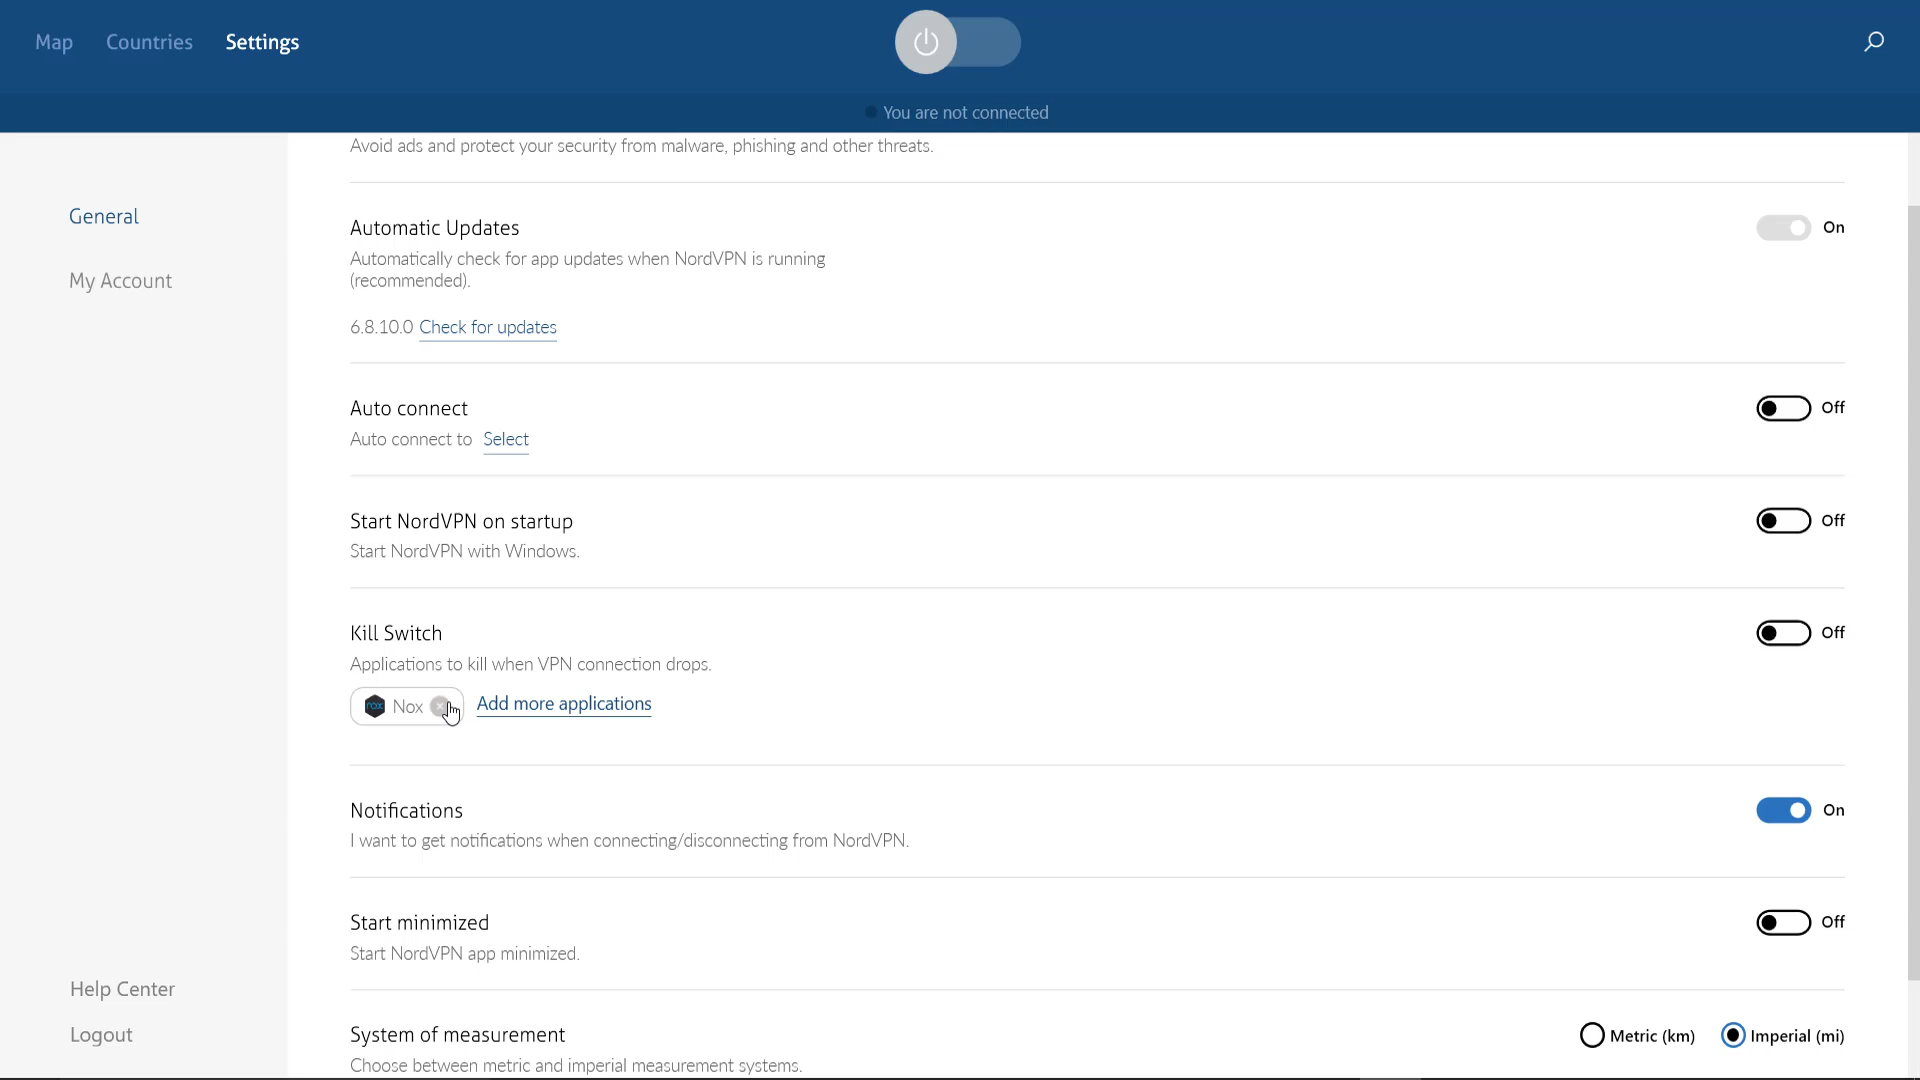 Map Countries Settings
You are not connected
Avoid ads and protect your security from malware, phishing and other threats.
General
My Account
Automatic Updates
On
Automatically check for app updates when NordVPN is running
(recommended).
6.8.10.0 Check for updates
Auto connect
Off
Auto connect to Select
Start NordVPN on startup
Off
Start NordVPN with Windows.
Kill Switch
Off
Applications to kill when VPN connection drops.
nox Nox Add more applications
Notifications
On
I want to get notifications when connecting/disconnecting from NordVPN.
Start minimized
Off
Start NordVPN app minimized.
Help Center
Logout
System of measurement
Metric (km) Imperial (mi)
Choose between metric and imperial measurement systems.